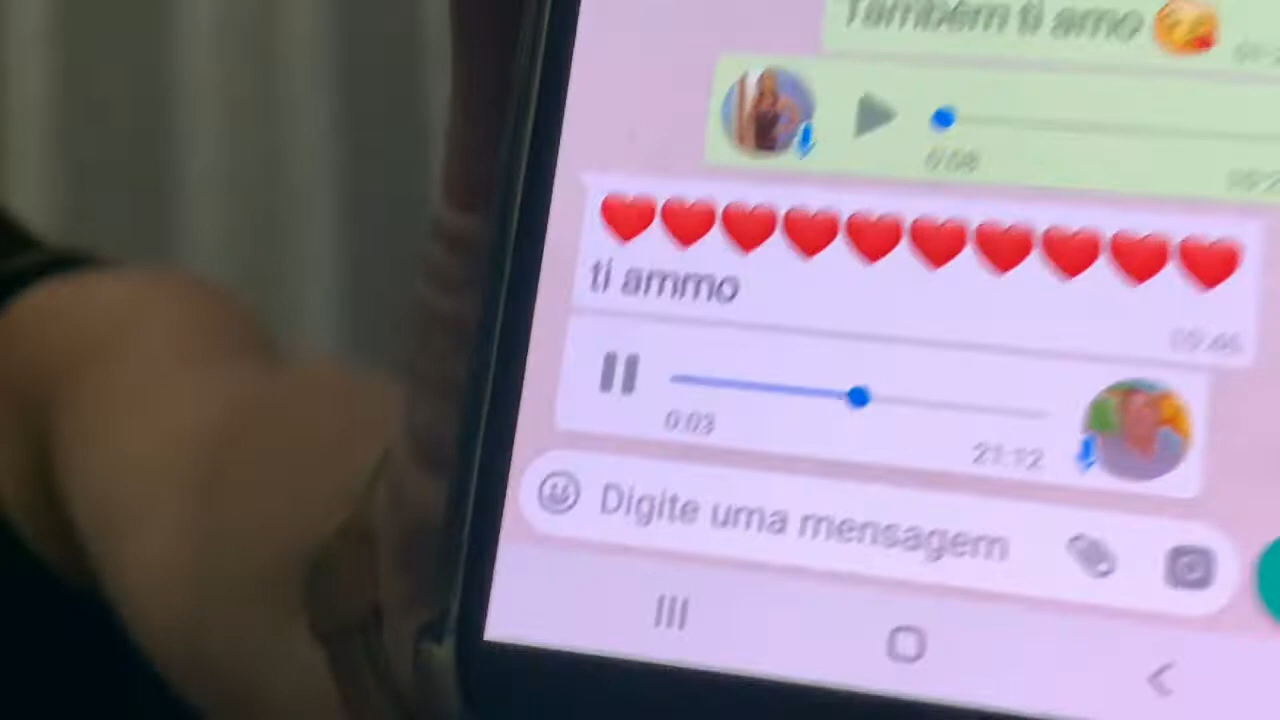 Também ti amo 😘
0:08
❤️❤️❤️❤️❤️❤️❤️❤️❤️❤️
ti ammo
0:03
21:12
Digite uma mensagem